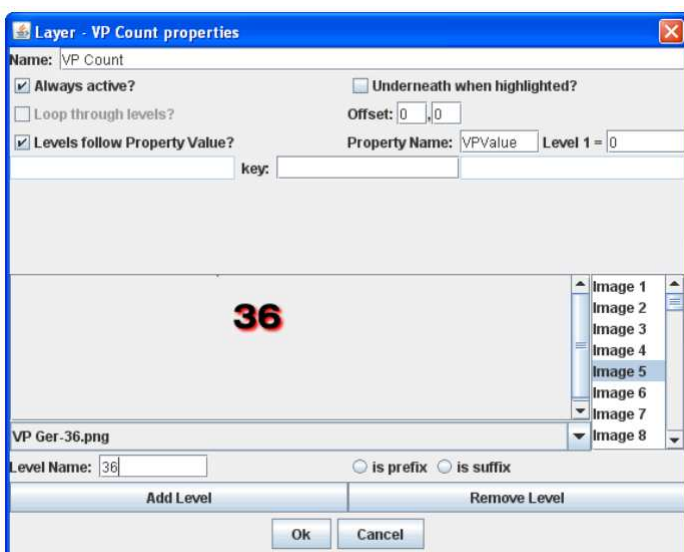 Layer - VP Count properties
Name: VP Count
Always active? Underneath when highlighted?
Loop through levels? Offset: 0 ,0
Levels follow Property Value? Property Name: VPValue Level 1 = 0
key:
36
Image 1
Image 2
Image 3
Image 4
Image 5
Image 6
Image 7
Image 8
VP Ger-36.png
Level Name: 36 is prefix is suffix
Add Level Remove Level
Ok Cancel